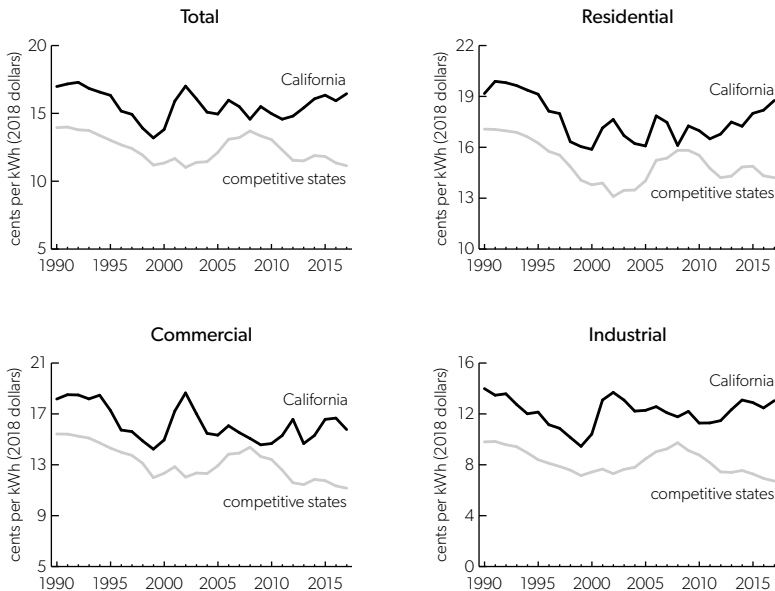 Total
cents per kWh (2018 dollars)
20
15
10
5
California
competitive states
1990 1995 2000 2005 2010 2015
Residential
cents per kWh (2018 dollars)
22
19
16
13
10
California
competitive states
1990 1995 2000 2005 2010 2015
Commercial
cents per kWh (2018 dollars)
21
17
13
9
5
California
competitive states
1990 1995 2000 2005 2010 2015
Industrial
cents per kWh (2018 dollars)
16
12
8
4
0
California
competitive states
1990 1995 2000 2005 2010 2015